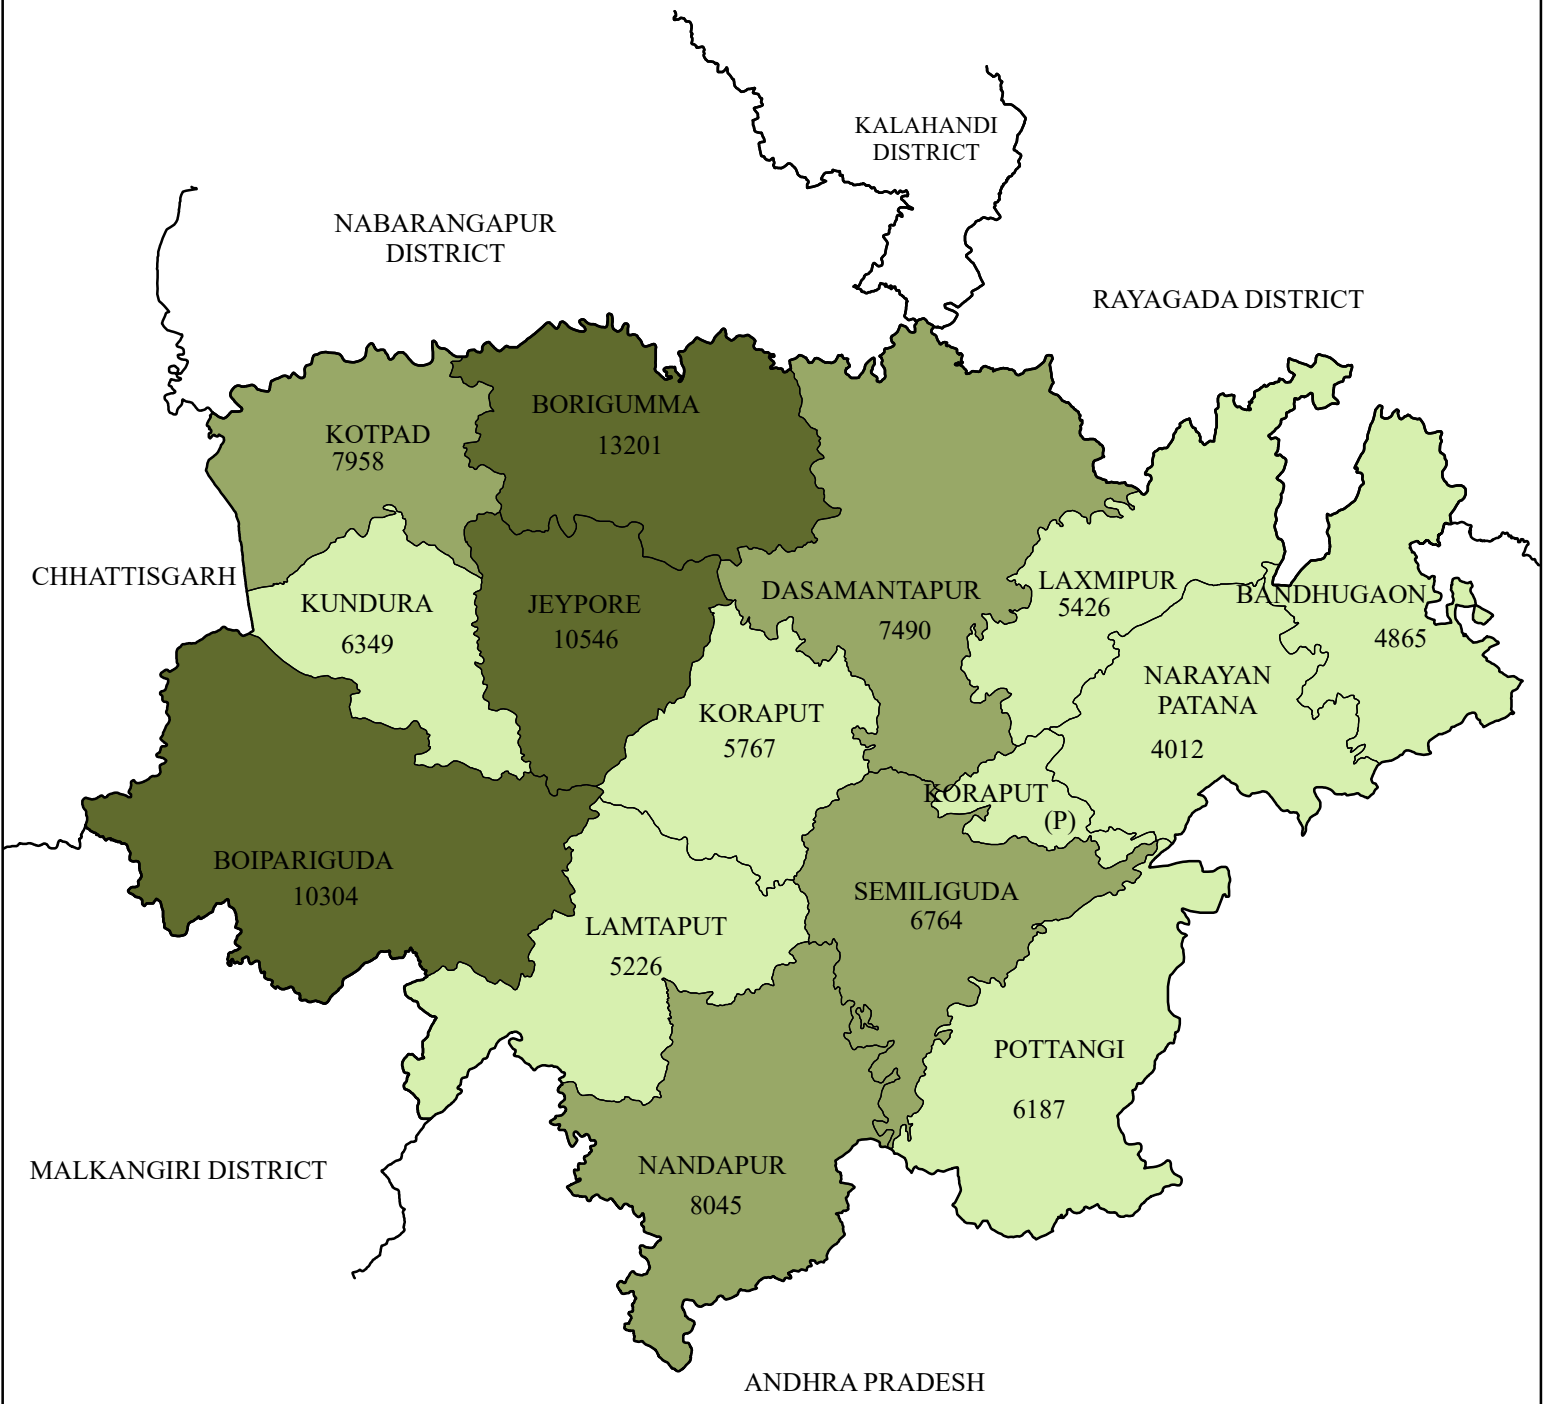 KALAHANDI
DISTRICT
NABARANGAPUR
DISTRICT
RAYAGADA DISTRICT
BORIGUMMA
13201
KOTPAD
7958
CHHATTISGARH
KUNDURA
6349
JEYPORE
10546
DASAMANTAPUR
7490
LAXMIPUR
5426
BANDHUGAON
4865
NARAYAN
PATANA
4012
KORAPUT
5767
KORAPUT
(P)
BOIPARIGUDA
10304
SEMILIGUDA
6764
LAMTAPUT
5226
POTTANGI
6187
MALKANGIRI DISTRICT
NANDAPUR
8045
ANDHRA PRADESH